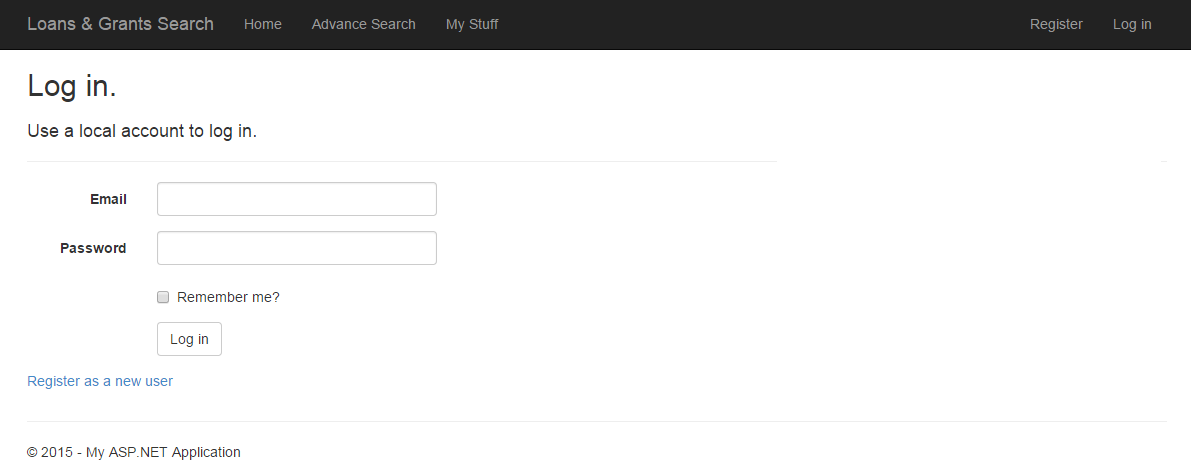 Loans & Grants Search Home Advance Search My Stuff Register Log in
Log in.
Use a local account to log in.
Email
Password
Remember me?
Log in
Register as a new user
© 2015 - My ASP.NET Application